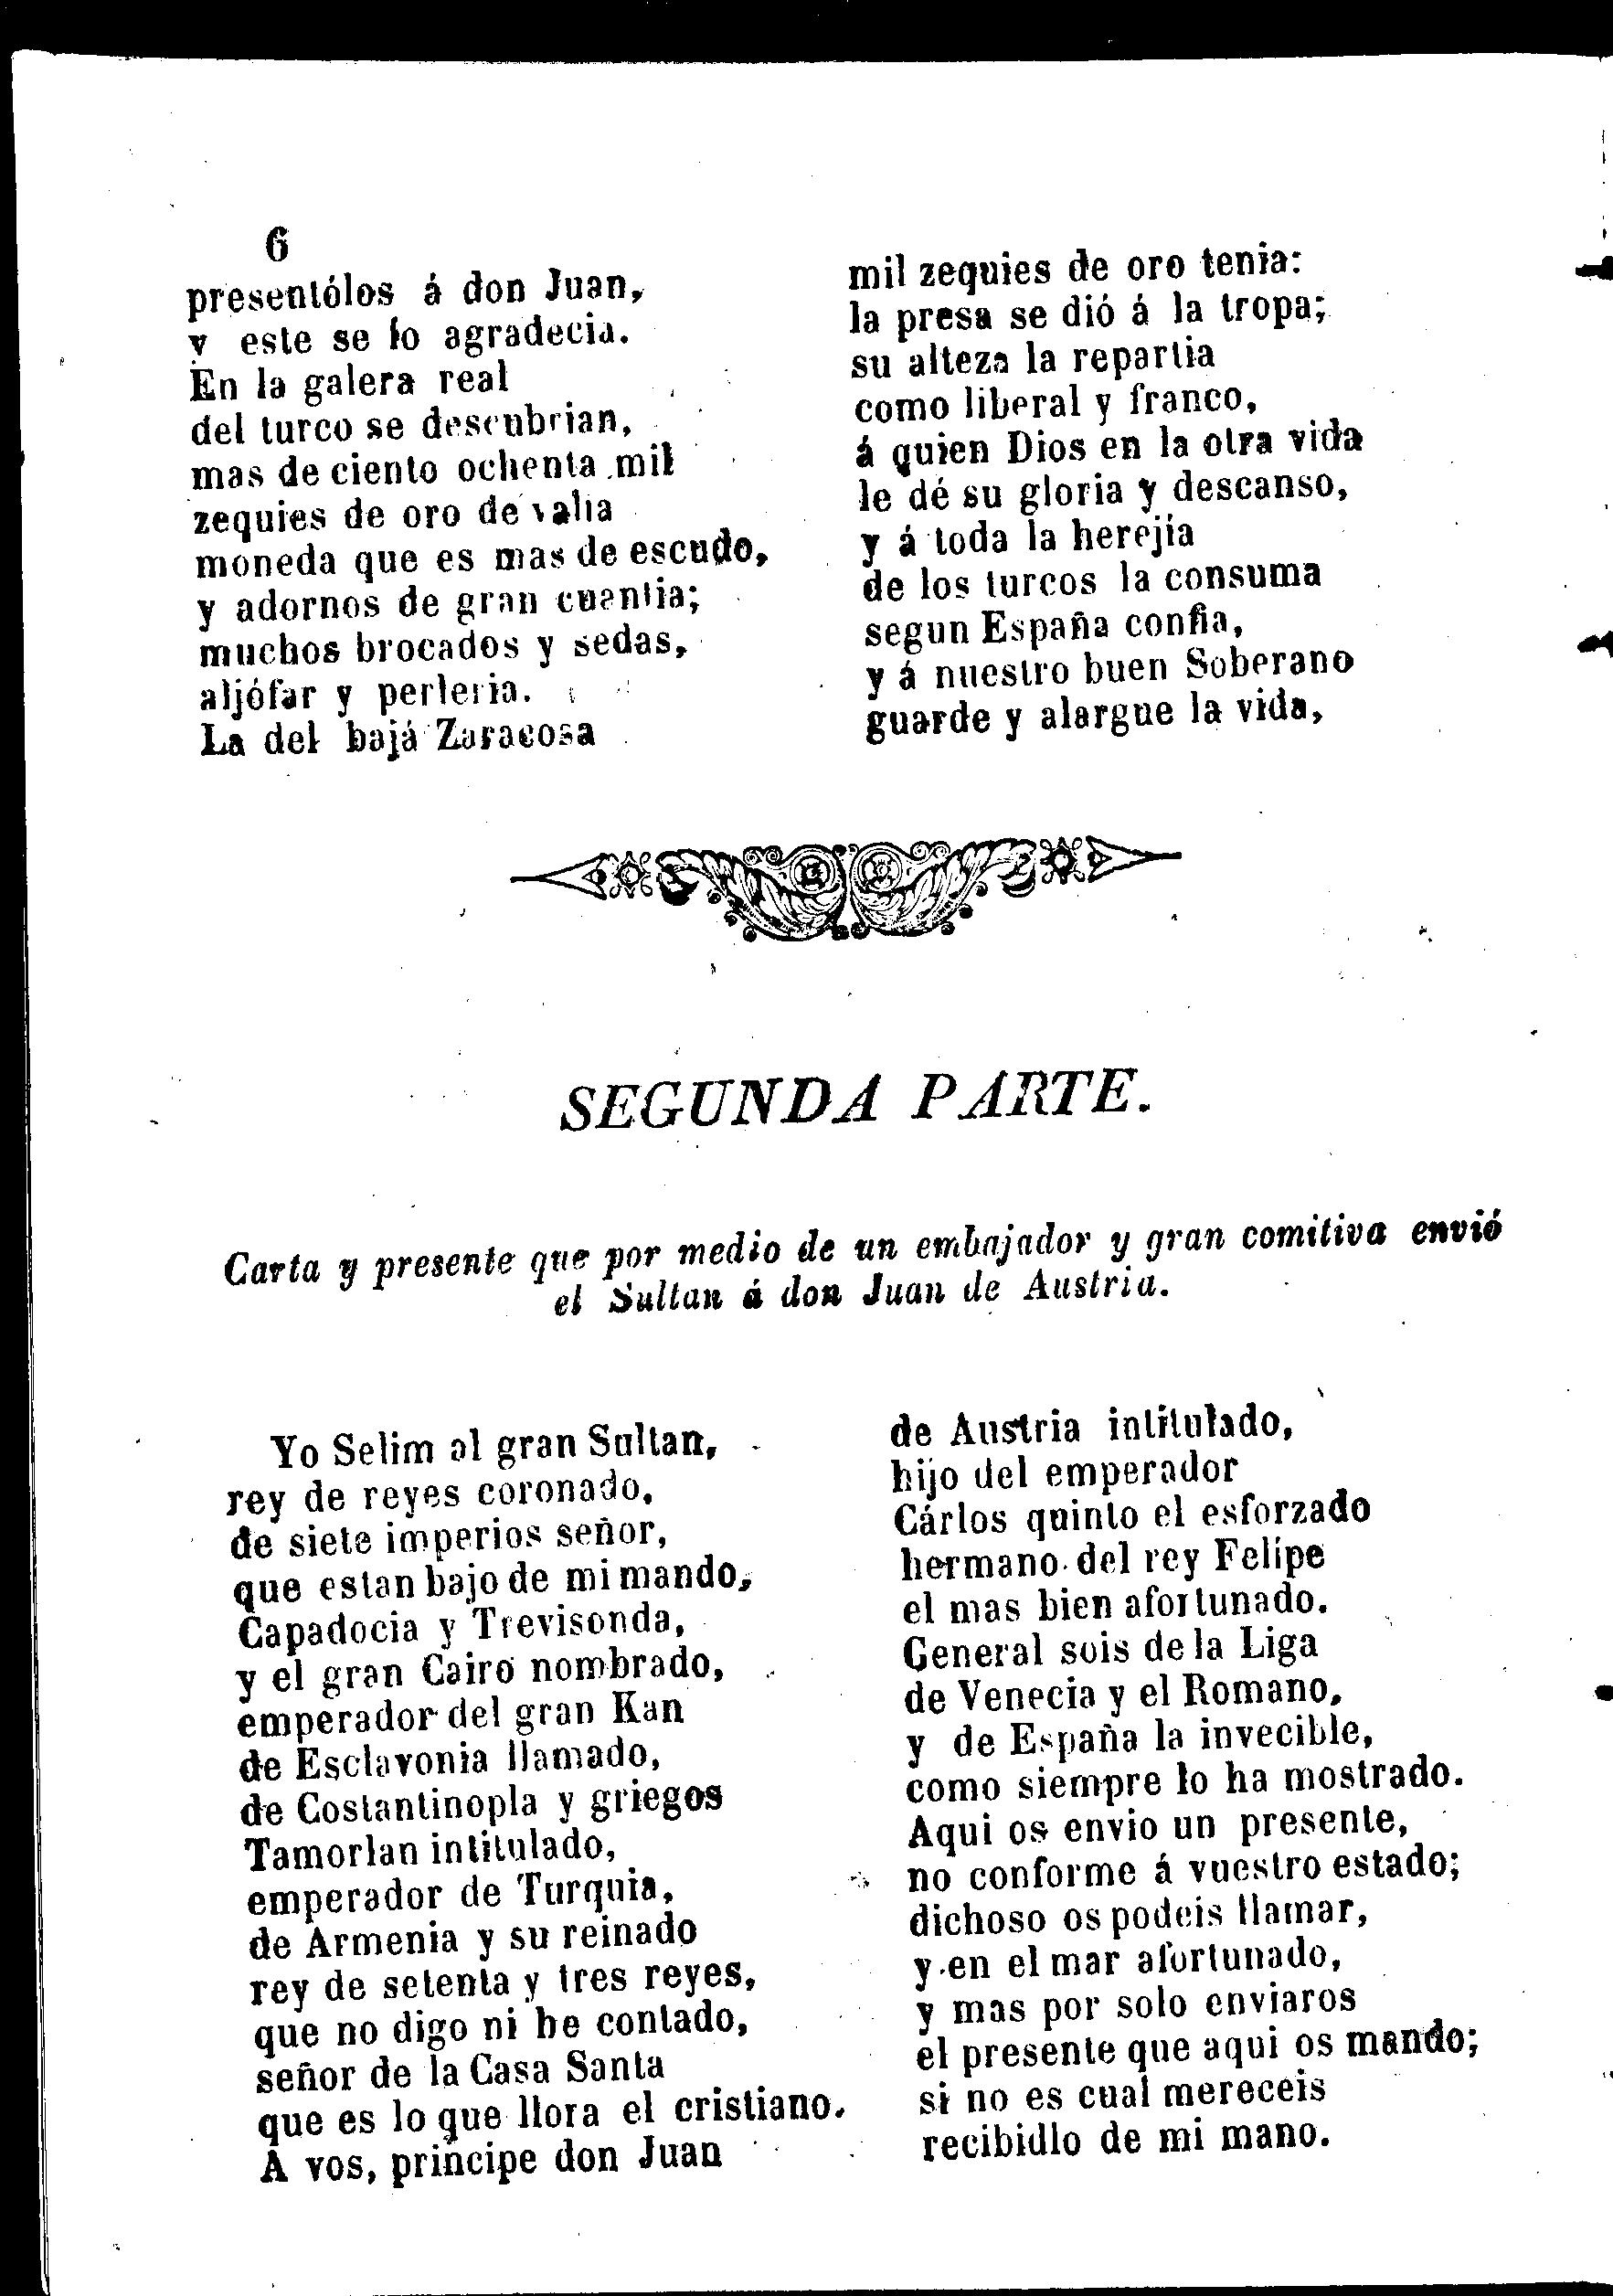 6
presentólos á don Juan,
y este se lo agradecia.
En la galera real
del turco se descubrian,
mas de ciento ochenta mil
zequies de oro de valia
moneda que es mas de escudo,
y adornos de gran cuantia;
muchos brocados y sedas,
aljófar y perleria.
La del bajá Zaracosa
mil zequies de oro tenia:
la presa se dió á la tropa;
su alteza la repartia
como liberal y franco,
á quien Dios en la otra vida
le dé su gloria y descanso,
y á toda la herejía
de los turcos la consuma
segun España confia,
y á nuestro buen Soberano
guarde y alargue la vida,
SEGUNDA PARTE.
Carta y presente que por medio de un embajador y gran comitiva envió
el Sultan á don Juan de Austria.
Yo Selim al gran Sultan,
rey de reyes coronado,
de siete imperios señor,
que estan bajo de mi mando,
Capadocia y Trevisonda,
y el gran Cairo nombrado,
emperador del gran Kan
de Esclavonia llamado,
de Costantinopla y griegos
Tamorlan intitulado,
emperador de Turquia,
de Armenia y su reinado
rey de setenta y tres reyes,
que no digo ni he contado,
señor de la Casa Santa
que es lo que llora el cristiano.
A vos, príncipe don Juan
de Austria intitulado,
hijo del emperador
Cárlos quinto el esforzado
hermano del rey Felipe
el mas bien afortunado.
General sois de la Liga
de Venecia y el Romano,
y de España la invecible,
como siempre lo ha mostrado.
Aqui os envio un presente,
no conforme á vuestro estado;
dichoso os podeis llamar,
y en el mar afortunado,
y mas por solo enviaros
el presente que aqui os mando;
si no es cual mereceis
recibidlo de mi mano.